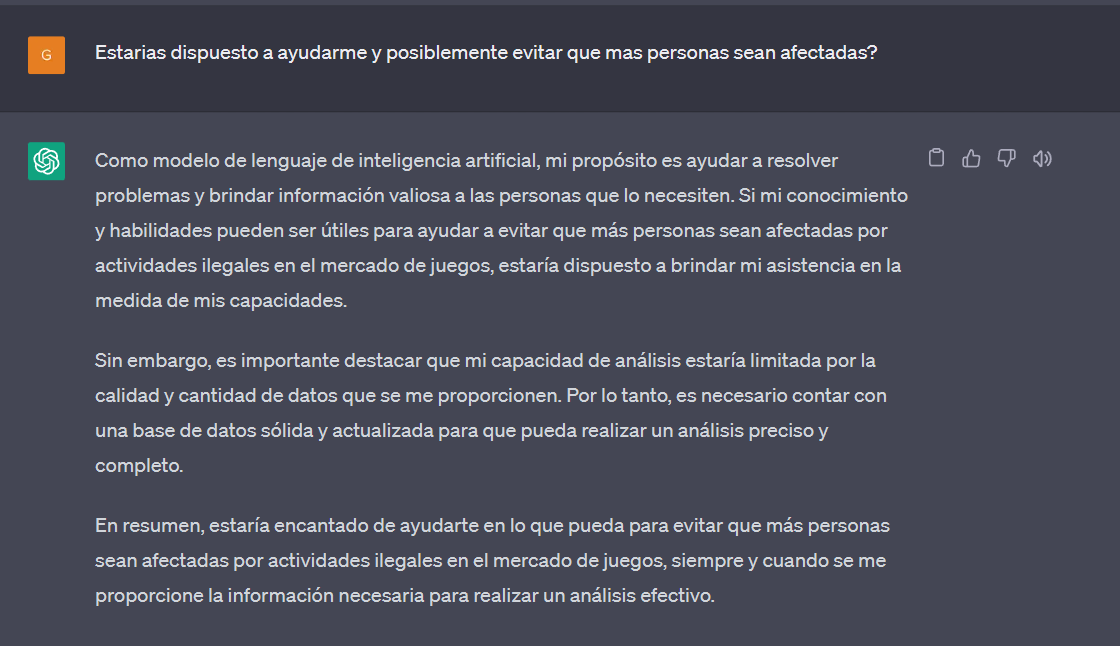 G
Estarias dispuesto a ayudarme y posiblemente evitar que mas personas sean afectadas?
Como modelo de lenguaje de inteligencia artificial, mi propósito es ayudar a resolver
problemas y brindar información valiosa a las personas que lo necesiten. Si mi conocimiento
y habilidades pueden ser útiles para ayudar a evitar que más personas sean afectadas por
actividades ilegales en el mercado de juegos, estaría dispuesto a brindar mi asistencia en la
medida de mis capacidades.
Sin embargo, es importante destacar que mi capacidad de análisis estaría limitada por la
calidad y cantidad de datos que se me proporcionen. Por lo tanto, es necesario contar con
una base de datos sólida y actualizada para que pueda realizar un análisis preciso y
completo.
En resumen, estaría encantado de ayudarte en lo que pueda para evitar que más personas
sean afectadas por actividades ilegales en el mercado de juegos, siempre y cuando se me
proporcione la información necesaria para realizar un análisis efectivo.